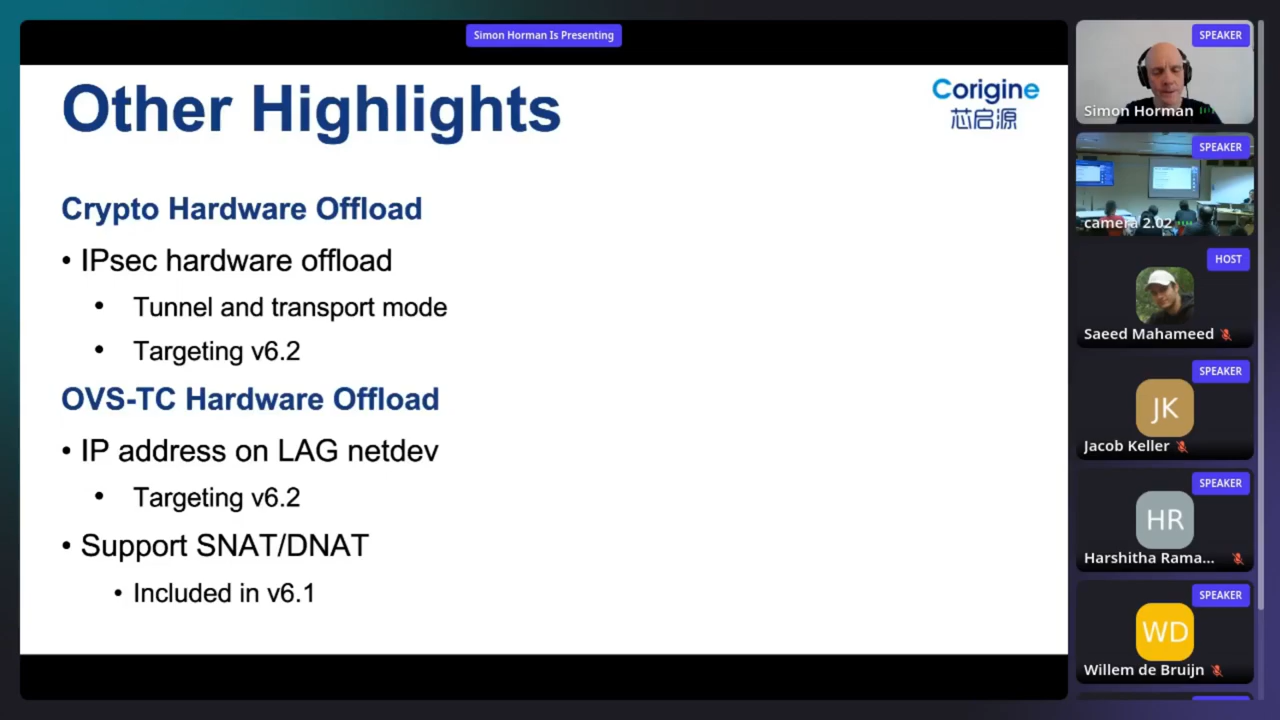 Simon Horman Is Presenting
Other Highlights
Corigine
芯启源
Crypto Hardware Offload
• IPsec hardware offload
• Tunnel and transport mode
• Targeting v6.2
OVS-TC Hardware Offload
• IP address on LAG netdev
• Targeting v6.2
• Support SNAT/DNAT
• Included in v6.1
SPEAKER
Simon Horman
SPEAKER
camera 2.02
HOST
Saeed Mahameed
SPEAKER
JK
Jacob Keller
SPEAKER
HR
Harshitha Rama...
SPEAKER
WD
Willem de Bruijn